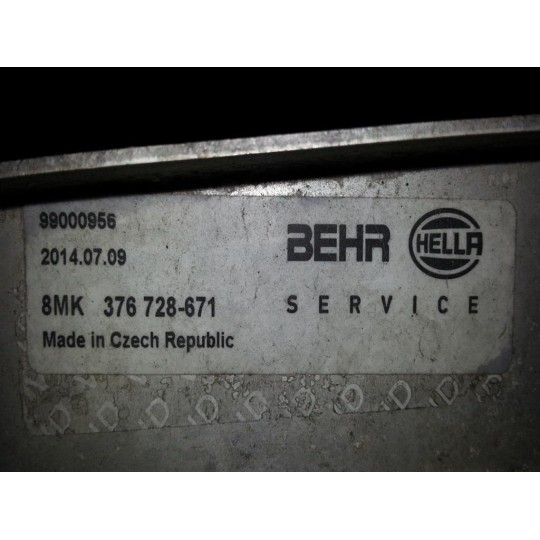 99000956
2014.07.09
8MK 376 728-671
Made in Czech Republic
BEHR HELLA
SERVICE